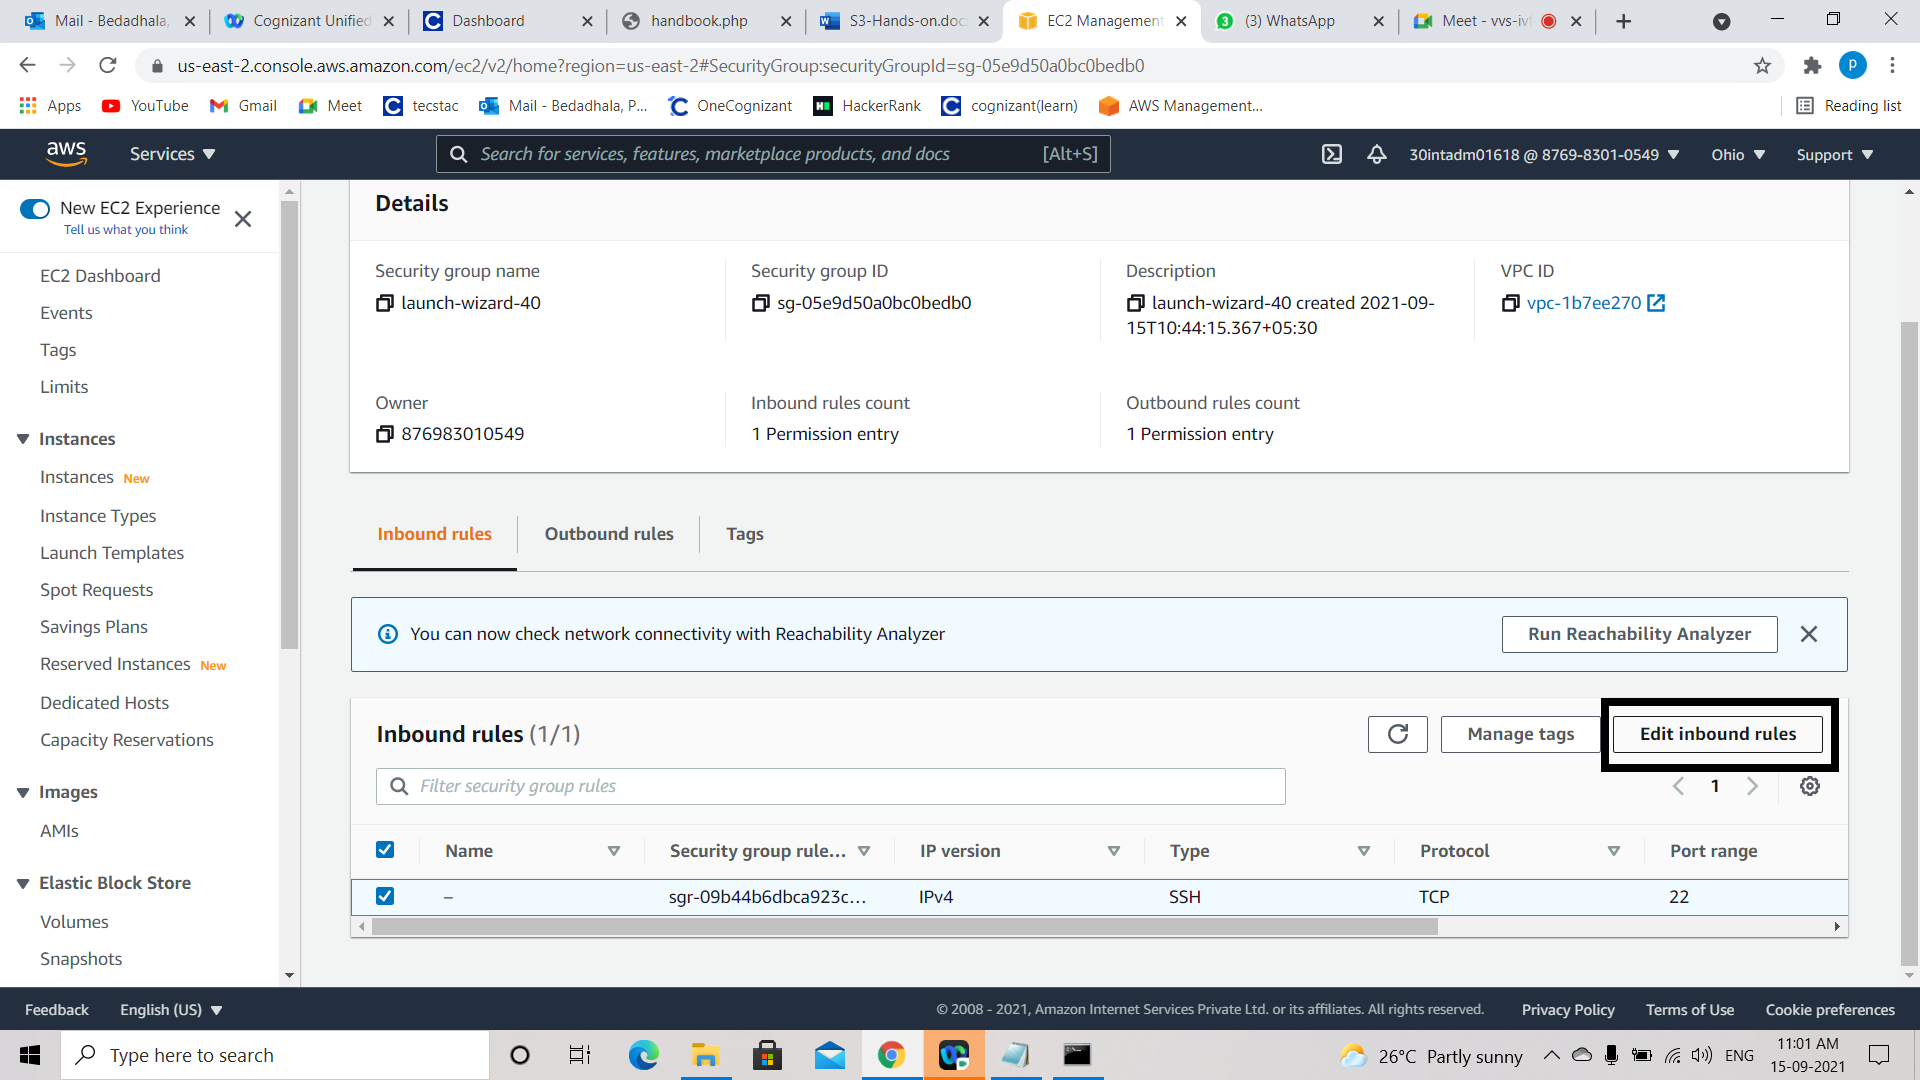 Mail - Bedadhala,
Cognizant Unified
Dashboard
handbook.php
S3-Hands-on.doc
EC2 Management
(3) WhatsApp
Meet - vvs-ivf
us-east-2.console.aws.amazon.com/ec2/v2/home?region=us-east-2#SecurityGroup:securityGroupId=sg-05e9d50a0bc0bedb0
p
Apps
YouTube
Gmail
Meet
tecstac
Mail - Bedadhala, P...
OneCognizant
HackerRank
cognizant(learn)
AWS Management...
Reading list
aws
Services
Search for services, features, marketplace products, and docs [Alt+S]
30intadm01618 @ 8769-8301-0549
Ohio
Support
New EC2 Experience
Tell us what you think
EC2 Dashboard
Events
Tags
Limits
Instances
Instances New
Instance Types
Launch Templates
Spot Requests
Savings Plans
Reserved Instances New
Dedicated Hosts
Capacity Reservations
Images
AMIs
Elastic Block Store
Volumes
Snapshots
Details
Security group name
launch-wizard-40
Security group ID
sg-05e9d50a0bc0bedb0
Description
launch-wizard-40 created 2021-09-
15T10:44:15.367+05:30
VPC ID
vpc-1b7ee270
Owner
876983010549
Inbound rules count
1 Permission entry
Outbound rules count
1 Permission entry
Inbound rules
Outbound rules
Tags
You can now check network connectivity with Reachability Analyzer
Run Reachability Analyzer
Inbound rules (1/1)
Manage tags
Edit inbound rules
Filter security group rules
1
Name
Security group rule...
IP version
Type
Protocol
Port range
–
sgr-09b44b6dbca923c...
IPv4
SSH
TCP
22
Feedback
English (US)
© 2008 - 2021, Amazon Internet Services Private Ltd. or its affiliates. All rights reserved.
Privacy Policy
Terms of Use
Cookie preferences
Type here to search
26°C Partly sunny
ENG
11:01 AM
15-09-2021